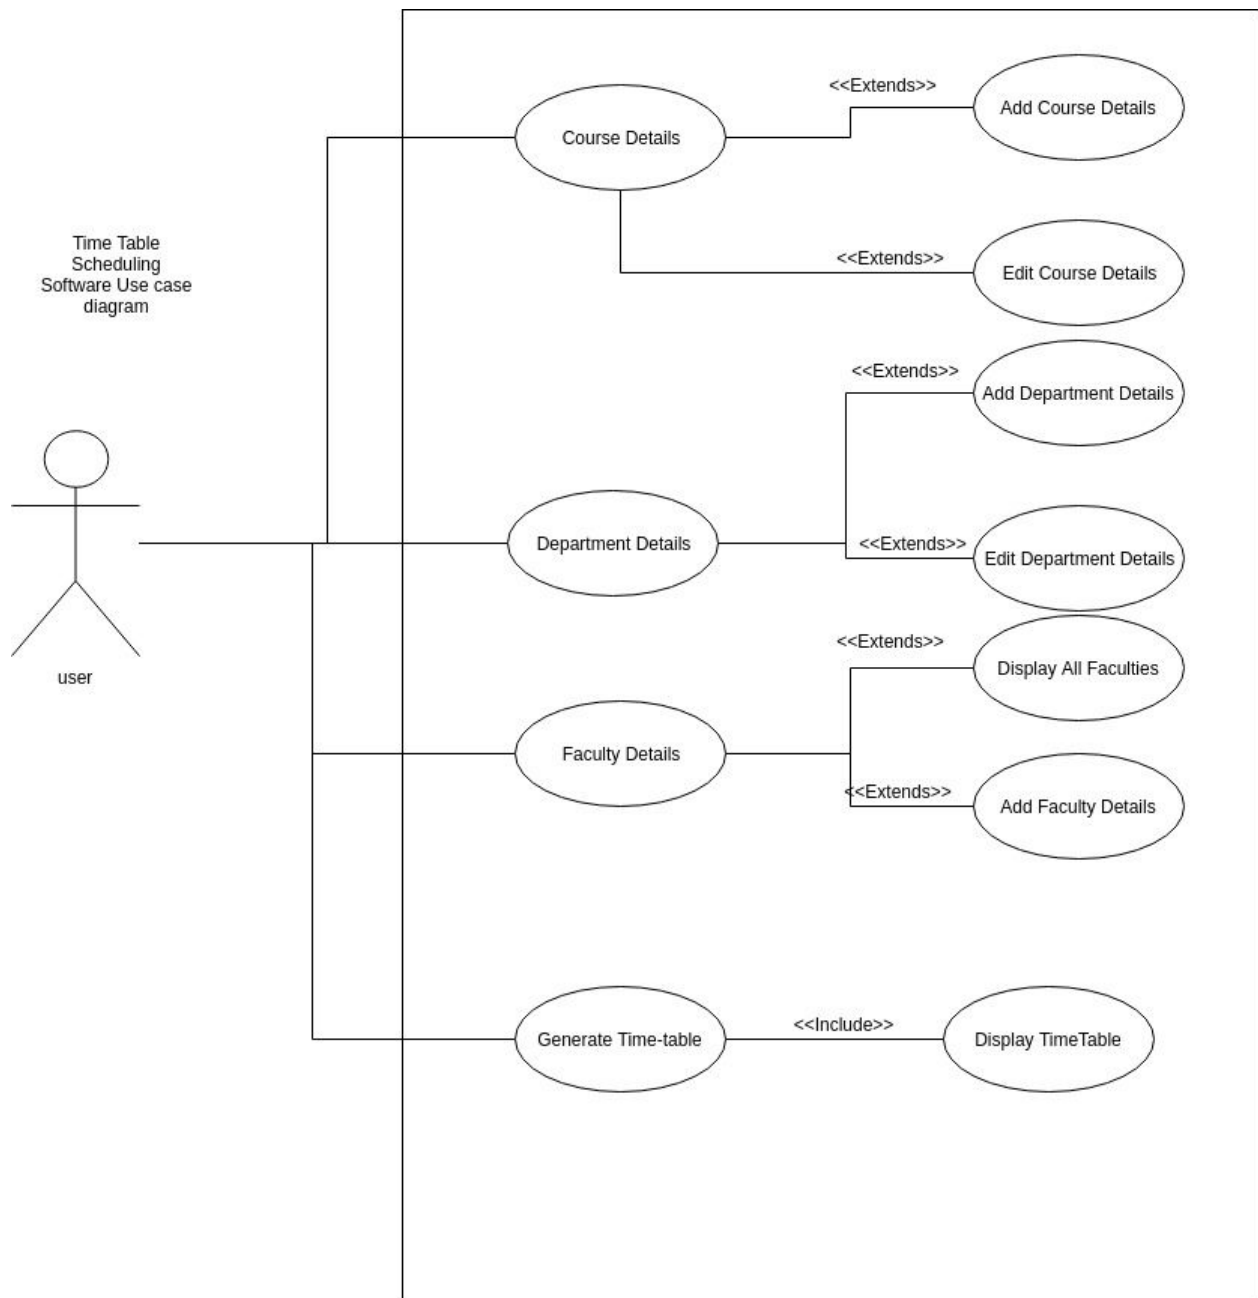 <<Extends>>
Add Course Details
Course Details
Time Table
Scheduling
Software Use case
diagram
<<Extends>>
Edit Course Details
<<Extends>>
Add Department Details
<<Extends>>
Department Details
Edit Department Details
<<Extends>>
Display All Faculties
user
Faculty Details
<<Extends>>
Add Faculty Details
<<Include>>
Generate Time-table
Display TimeTable